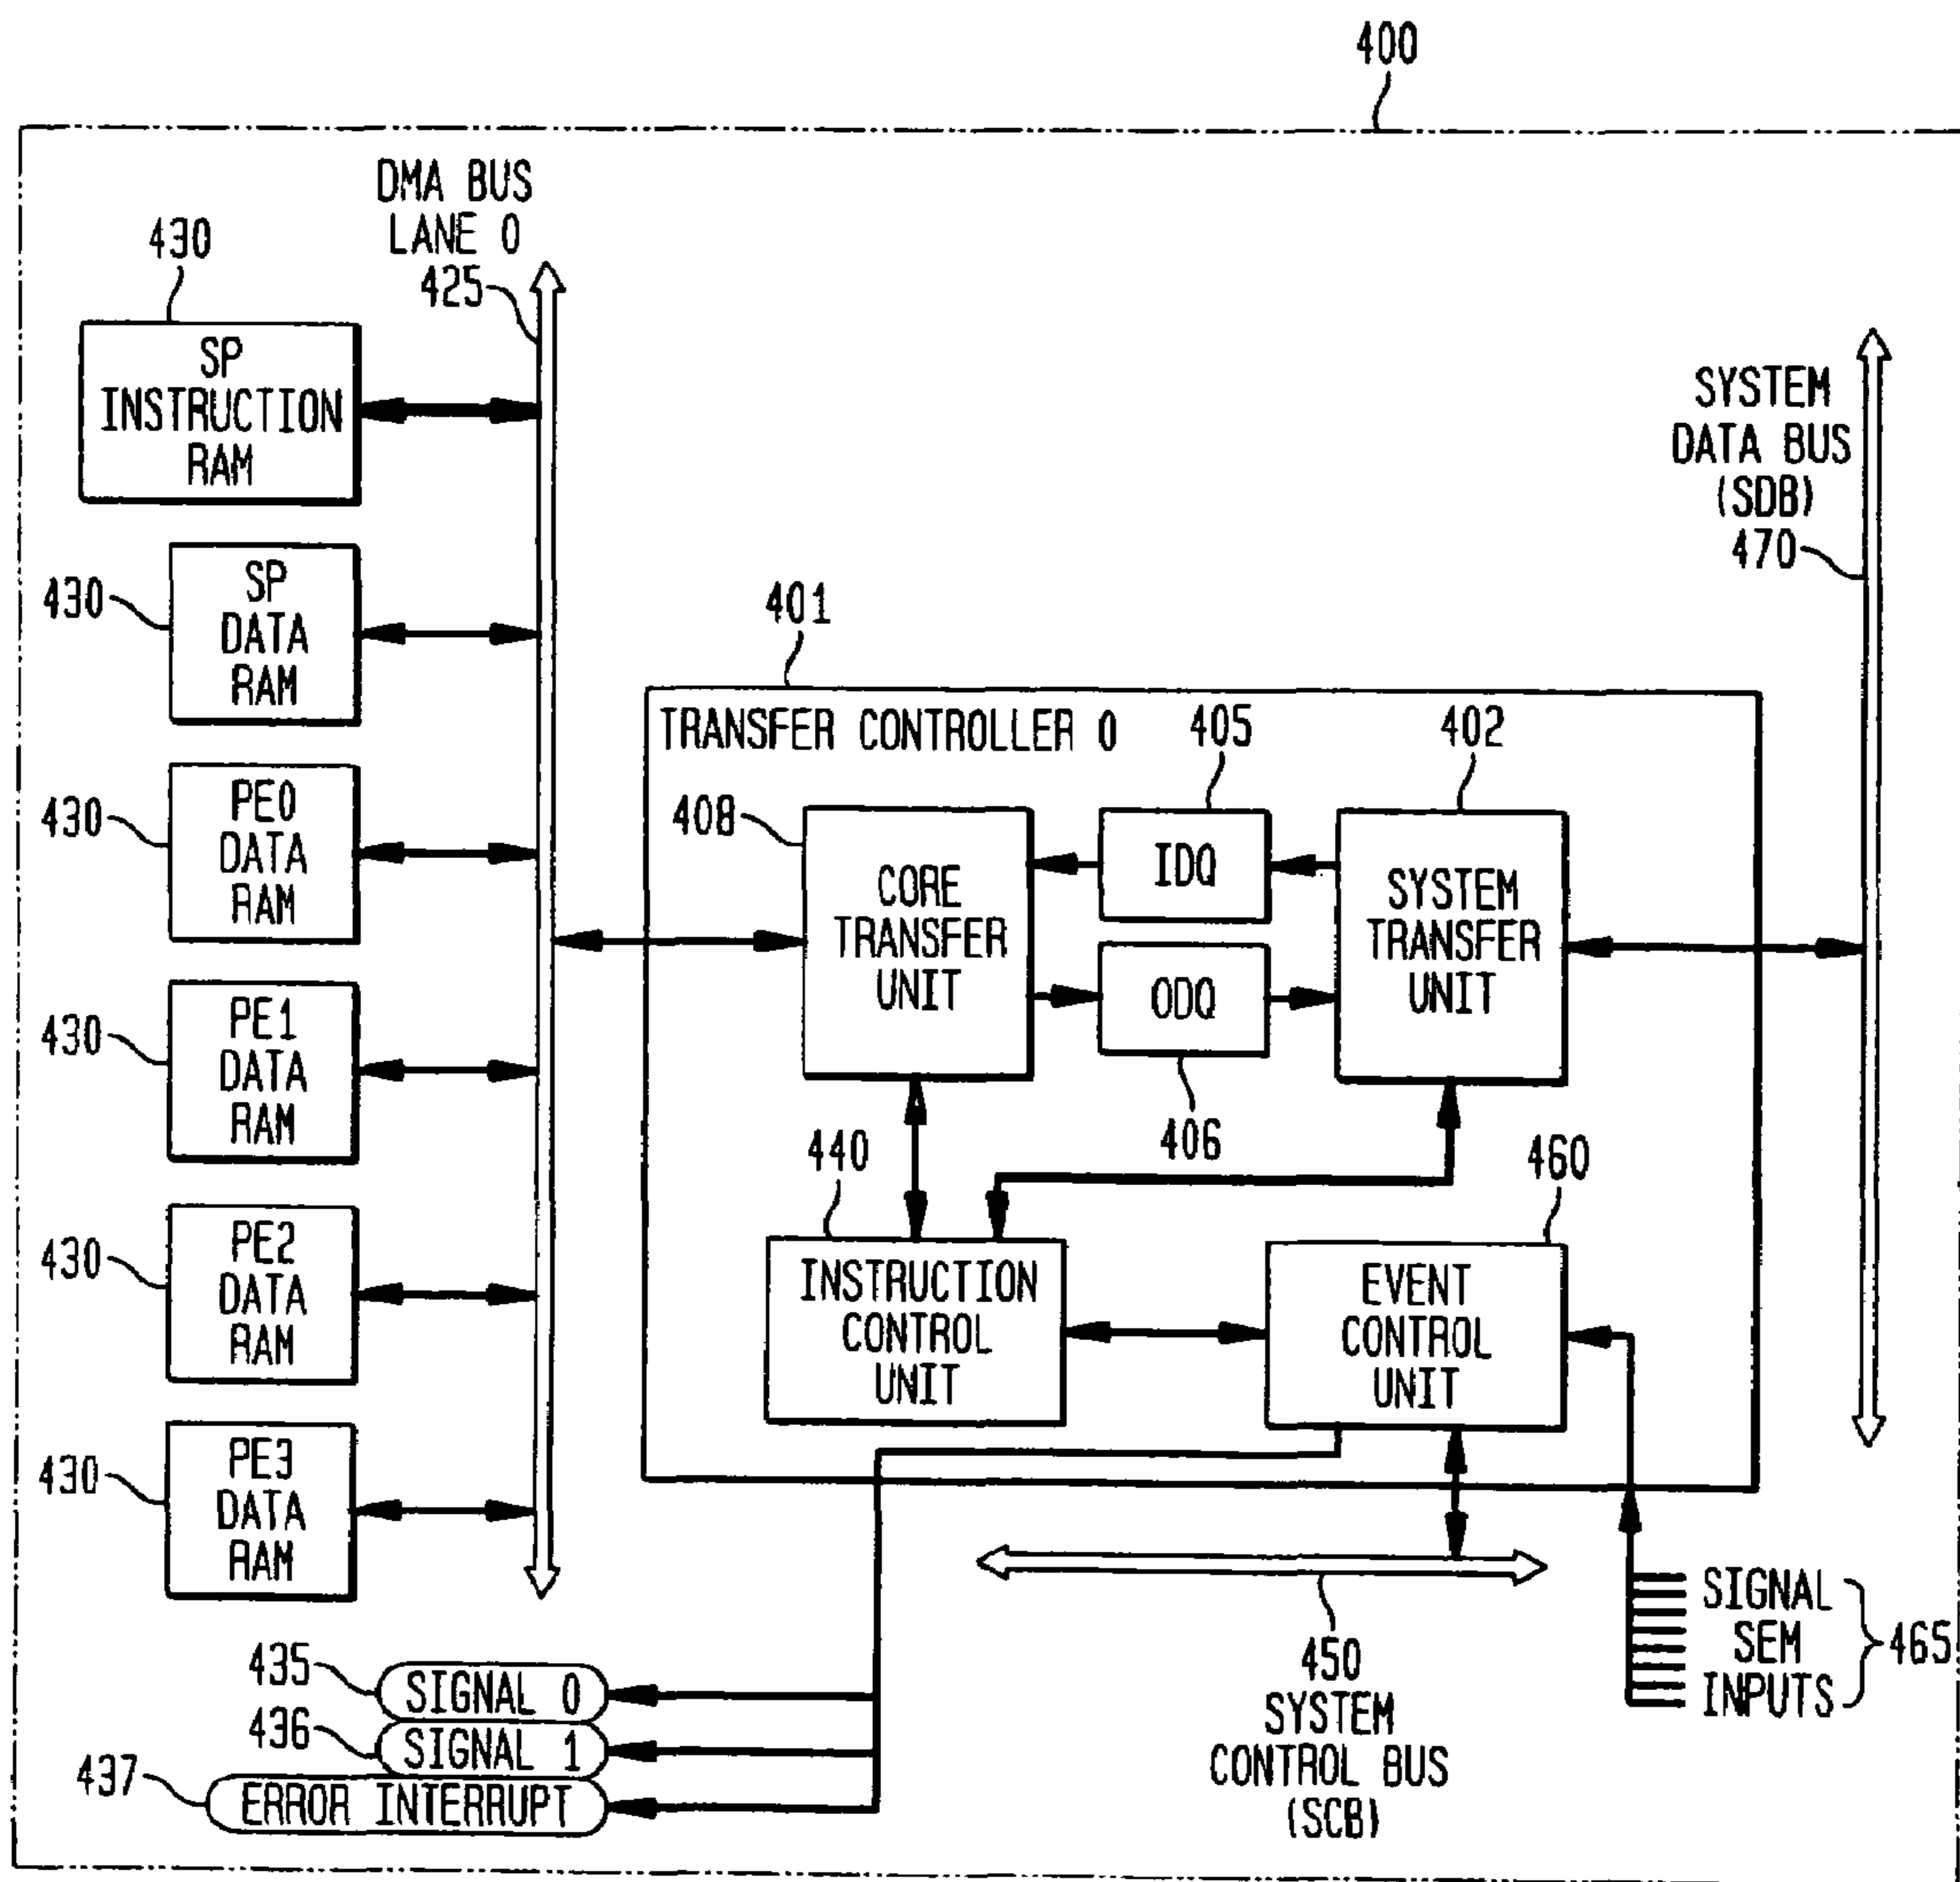 400
DMA BUS
LANE 0
425
430
SP
INSTRUCTION
RAM
430
SP
DATA
RAM
430
PE0
DATA
RAM
430
PE1
DATA
RAM
430
PE2
DATA
RAM
430
PE3
DATA
RAM
SYSTEM
DATA BUS
(SDB)
470
401
TRANSFER CONTROLLER 0
405
402
408
CORE
TRANSFER
UNIT
IDQ
ODQ
SYSTEM
TRANSFER
UNIT
406
440
460
INSTRUCTION
CONTROL
UNIT
EVENT
CONTROL
UNIT
435
SIGNAL 0
436
SIGNAL 1
437
ERROR INTERRUPT
450
SYSTEM
CONTROL BUS
(SCB)
SIGNAL
SEM
INPUTS
465